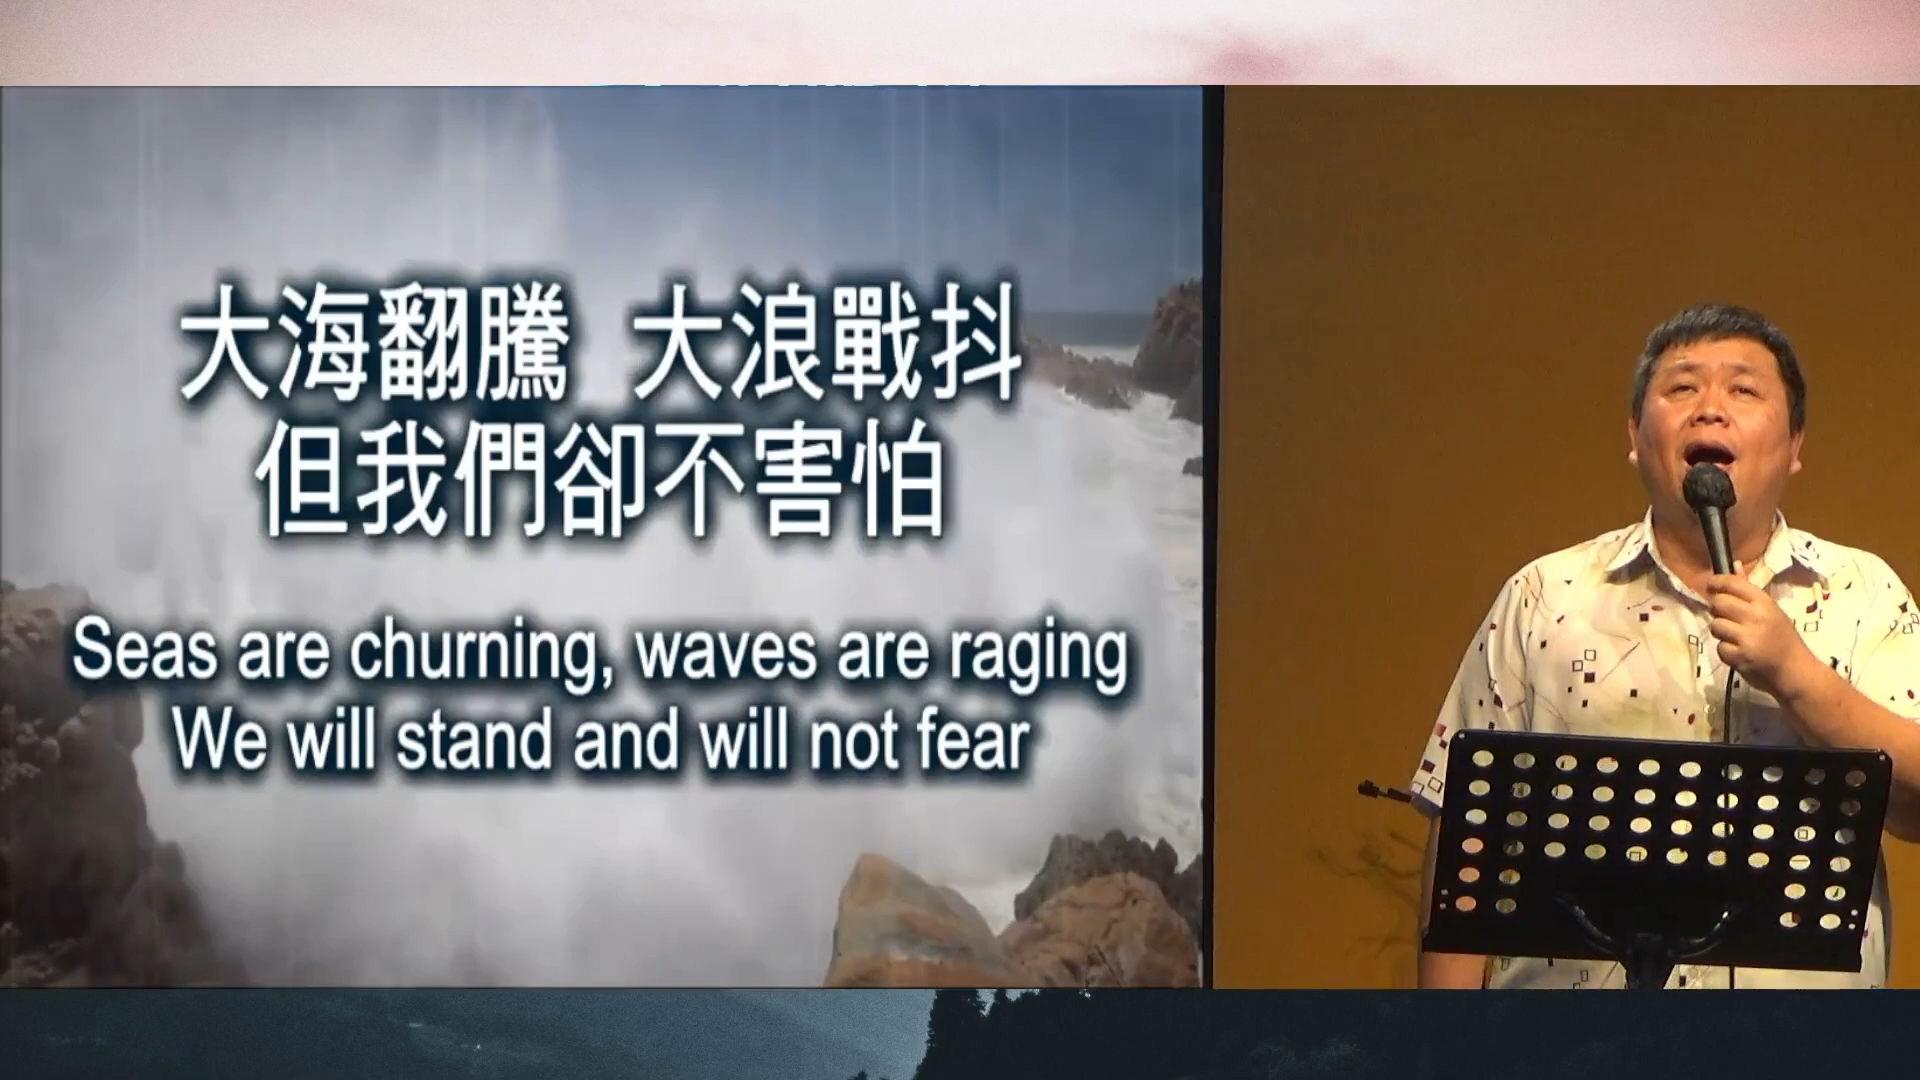 大海翻騰 大浪戰抖
但我們卻不害怕
Seas are churning, waves are raging
We will stand and will not fear